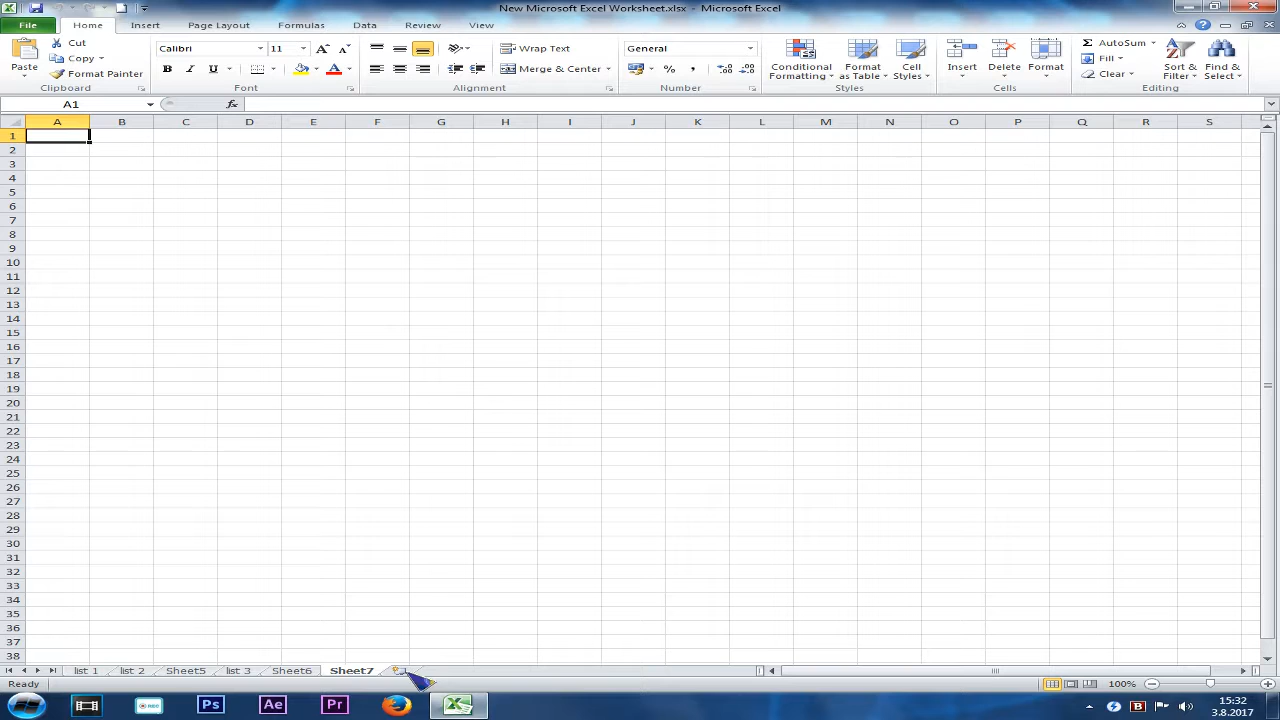 New Microsoft Excel Worksheet.xlsx - Microsoft Excel
File Home Insert Page Layout Formulas Data Review View
Paste Cut Copy Format Painter Clipboard
Calibri 11 B I U A Font
Wrap Text Merge & Center Alignment
General % , Number
Conditional Formatting Format as Table Cell Styles Styles
Insert Delete Format Cells
Σ AutoSum Fill Clear Sort & Filter Find & Select Editing
A1 fx
A B C D E F G H I J K L M N O P Q R S
1
2
3
4
5
6
7
8
9
10
11
12
13
14
15
16
17
18
19
20
21
22
23
24
25
26
27
28
29
30
31
32
33
34
35
36
37
38
list 1 list 2 Sheet5 list 3 Sheet6 Sheet7
Ready 100%
Ps Ae Pr B 15:32
3.8.2017